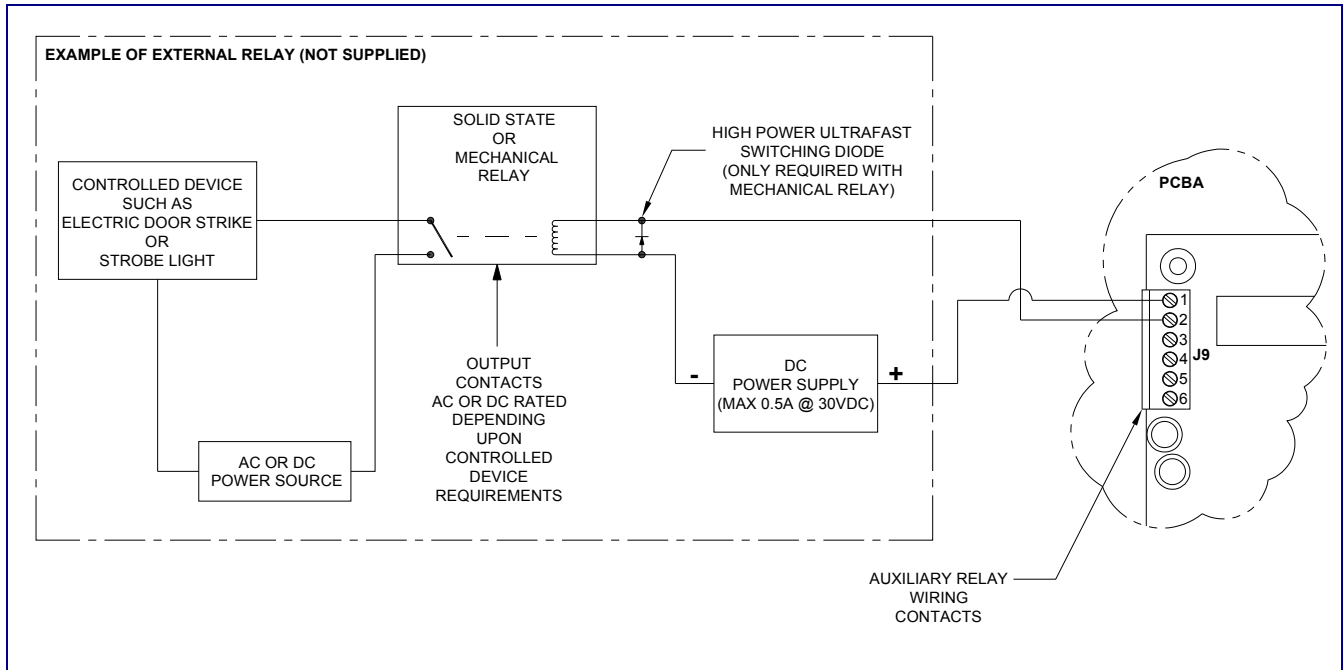 EXAMPLE OF EXTERNAL RELAY (NOT SUPPLIED)
CONTROLLED DEVICE
SUCH AS
ELECTRIC DOOR STRIKE
OR
STROBE LIGHT
SOLID STATE
OR
MECHANICAL
RELAY
HIGH POWER ULTRAFAST
SWITCHING DIODE
(ONLY REQUIRED WITH
MECHANICAL RELAY)
OUTPUT
CONTACTS
AC OR DC RATED
DEPENDING
UPON
CONTROLLED
DEVICE
REQUIREMENTS
AC OR DC
POWER SOURCE
-
DC
POWER SUPPLY
(MAX 0.5A @ 30VDC)
+
PCBA
1
2
3
4
5
6
J9
AUXILIARY RELAY
WIRING
CONTACTS